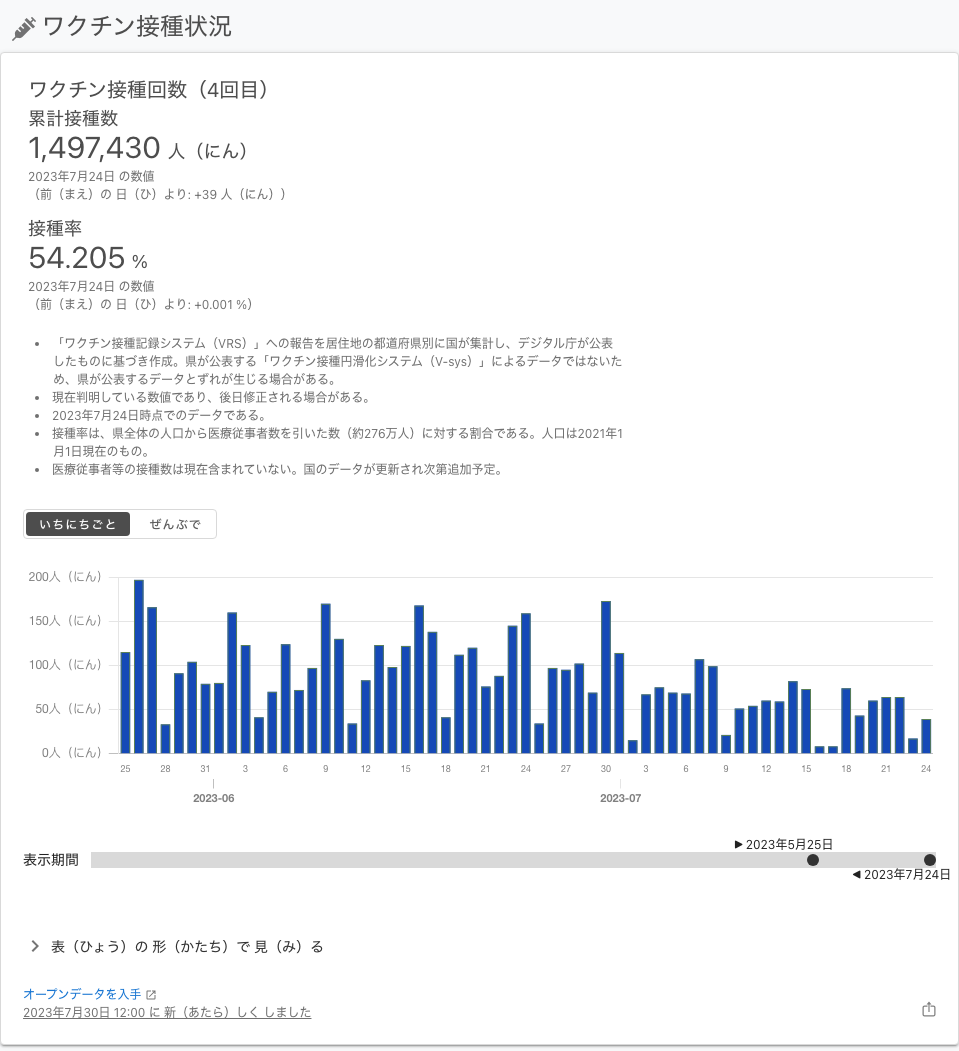 ワクチン接種状況
ワクチン接種回数（4回目）
累計接種数
1,497,430 人（にん）
2023年7月24日 の数値
（前（まえ）の 日（ひ）より: +39 人（にん））
接種率
54.205 %
2023年7月24日 の数値
（前（まえ）の 日（ひ）より: +0.001 %）
• 「ワクチン接種記録システム（VRS）」への報告を居住地の都道府県別に国が集計し、デジタル庁が公表
したものに基づき作成。県が公表する「ワクチン接種円滑化システム（V-sys）」によるデータではないた
め、県が公表するデータとずれが生じる場合がある。
• 現在判明している数値であり、後日修正される場合がある。
• 2023年7月24日時点でのデータである。
• 接種率は、県全体の人口から医療従事者数を引いた数（約276万人）に対する割合である。人口は2021年1
月1日現在のもの。
• 医療従事者等の接種数は現在含まれていない。国のデータが更新され次第追加予定。
いちにちごと ぜんぶで
200人（にん）
150人（にん）
100人（にん）
50人（にん）
0人（にん）
25 28 31 3 6 9 12 15 18 21 24 27 30 3 6 9 12 15 18 21 24
2023-06 2023-07
▶ 2023年5月25日
表示期間
◀ 2023年7月24日
表（ひょう）の 形（かたち）で 見（み）る
オープンデータを入手
2023年7月30日 12:00 に 新（あたら）しく しました